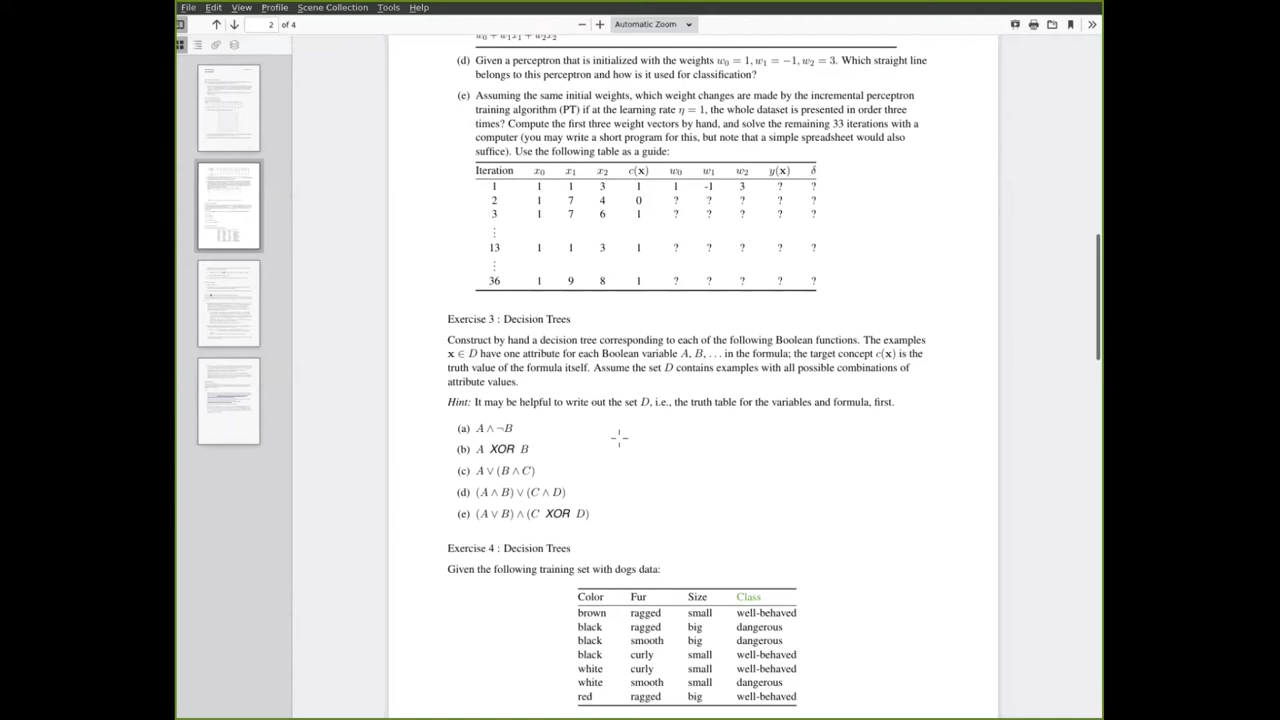 File Edit View Profile Scene Collection Tools Help
2 of 4 Automatic Zoom
w₀ + w₁x₁ + w₂x₂
(d) Given a perceptron that is initialized with the weights w₀ = 1, w₁ = −1, w₂ = 3. Which straight line
belongs to this perceptron and how is it used for classification?
(e) Assuming the same initial weights, which weight changes are made by the incremental perceptron
training algorithm (PT) if at the learning rate η = 1, the whole dataset is presented in order three
times? Compute the first three weight vectors by hand, and solve the remaining 33 iterations with a
computer (you may write a short program for this, but note that a simple spreadsheet would also
suffice). Use the following table as a guide:
Iteration x₀ x₁ x₂ c(x) w₀ w₁ w₂ y(x) δ
1 1 1 3 1 1 -1 3 ? ?
2 1 7 4 0 ? ? ? ? ?
3 1 7 6 1 ? ? ? ? ?
⋮
13 1 1 3 1 ? ? ? ? ?
⋮
36 1 9 8 1 ? ? ? ? ?
Exercise 3 : Decision Trees
Construct by hand a decision tree corresponding to each of the following Boolean functions. The examples
x ∈ D have one attribute for each Boolean variable A, B, . . . in the formula; the target concept c(x) is the
truth value of the formula itself. Assume the set D contains examples with all possible combinations of
attribute values.
Hint: It may be helpful to write out the set D, i.e., the truth table for the variables and formula, first.
(a) A ∧ ¬B
(b) A XOR B
(c) A ∨ (B ∧ C)
(d) (A ∧ B) ∨ (C ∧ D)
(e) (A ∨ B) ∧ (C XOR D)
Exercise 4 : Decision Trees
Given the following training set with dogs data:
Color Fur Size Class
brown ragged small well-behaved
black ragged big dangerous
black smooth big dangerous
black curly small well-behaved
white curly small well-behaved
white smooth small dangerous
red ragged big well-behaved